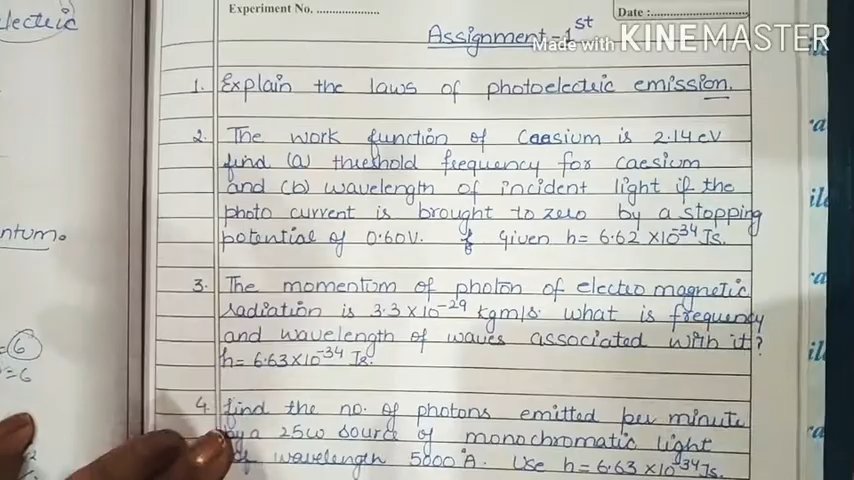 lectric
Experiment No. ...................
Date :.........................
Assignment - 1st
Made with KINEMASTER
1. Explain the laws of photoelectric emission.
2. The work function of Caesium is 2.14 eV
find (a) threshold frequency for caesium
and (b) wavelength of incident light if the
photo current is brought to zero by a stopping
potential of 0.60V. Given h = 6.62 ×10-34 Js.
ntum.
3. The momentum of photon of electro magnetic
radiation is 3.3×10-29 kgm/s. what is frequency
and wavelength of waves associated with it?
= 6
h = 6.63×10-34 Js.
= 6
4. find the no. of photons emitted per minute
by a 25w source of monochromatic light
of wavelength 5000 Å. Use h = 6.63 ×10-34 Js.